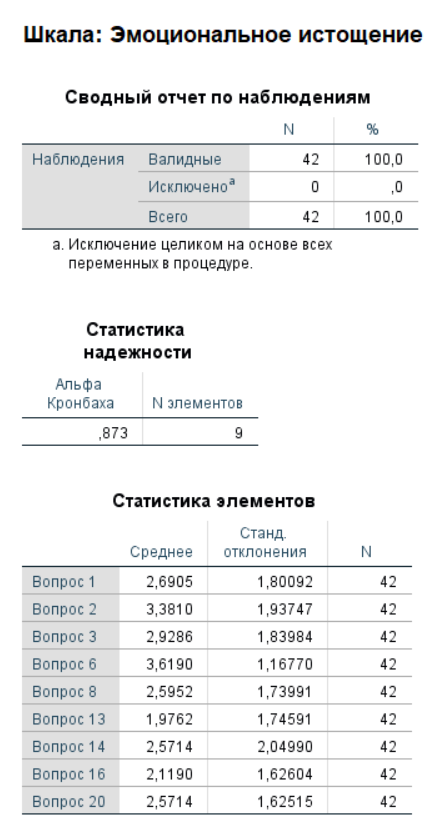 Шкала: Эмоциональное истощение
Сводный отчет по наблюдениям
N %
Наблюдения Валидные 42 100,0
Исключеноª 0 ,0
Всего 42 100,0
a. Исключение целиком на основе всех
переменных в процедуре.
Статистика
надежности
Альфа
Кронбаха N элементов
,873 9
Статистика элементов
Станд.
Среднее отклонения N
Вопрос 1 2,6905 1,80092 42
Вопрос 2 3,3810 1,93747 42
Вопрос 3 2,9286 1,83984 42
Вопрос 6 3,6190 1,16770 42
Вопрос 8 2,5952 1,73991 42
Вопрос 13 1,9762 1,74591 42
Вопрос 14 2,5714 2,04990 42
Вопрос 16 2,1190 1,62604 42
Вопрос 20 2,5714 1,62515 42